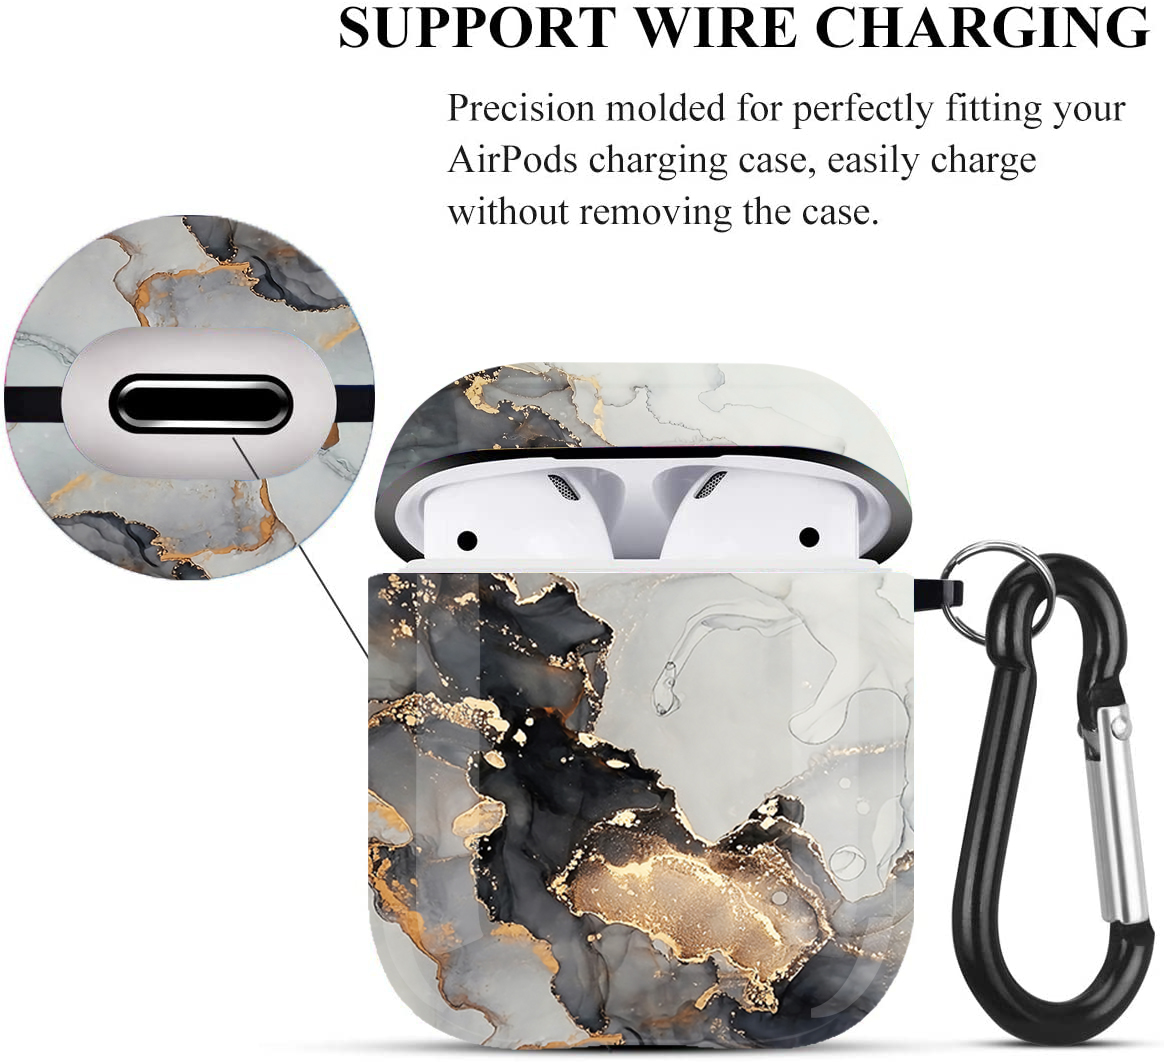 SUPPORT WIRE CHARGING
Precision molded for perfectly fitting your
AirPods charging case, easily charge
without removing the case.